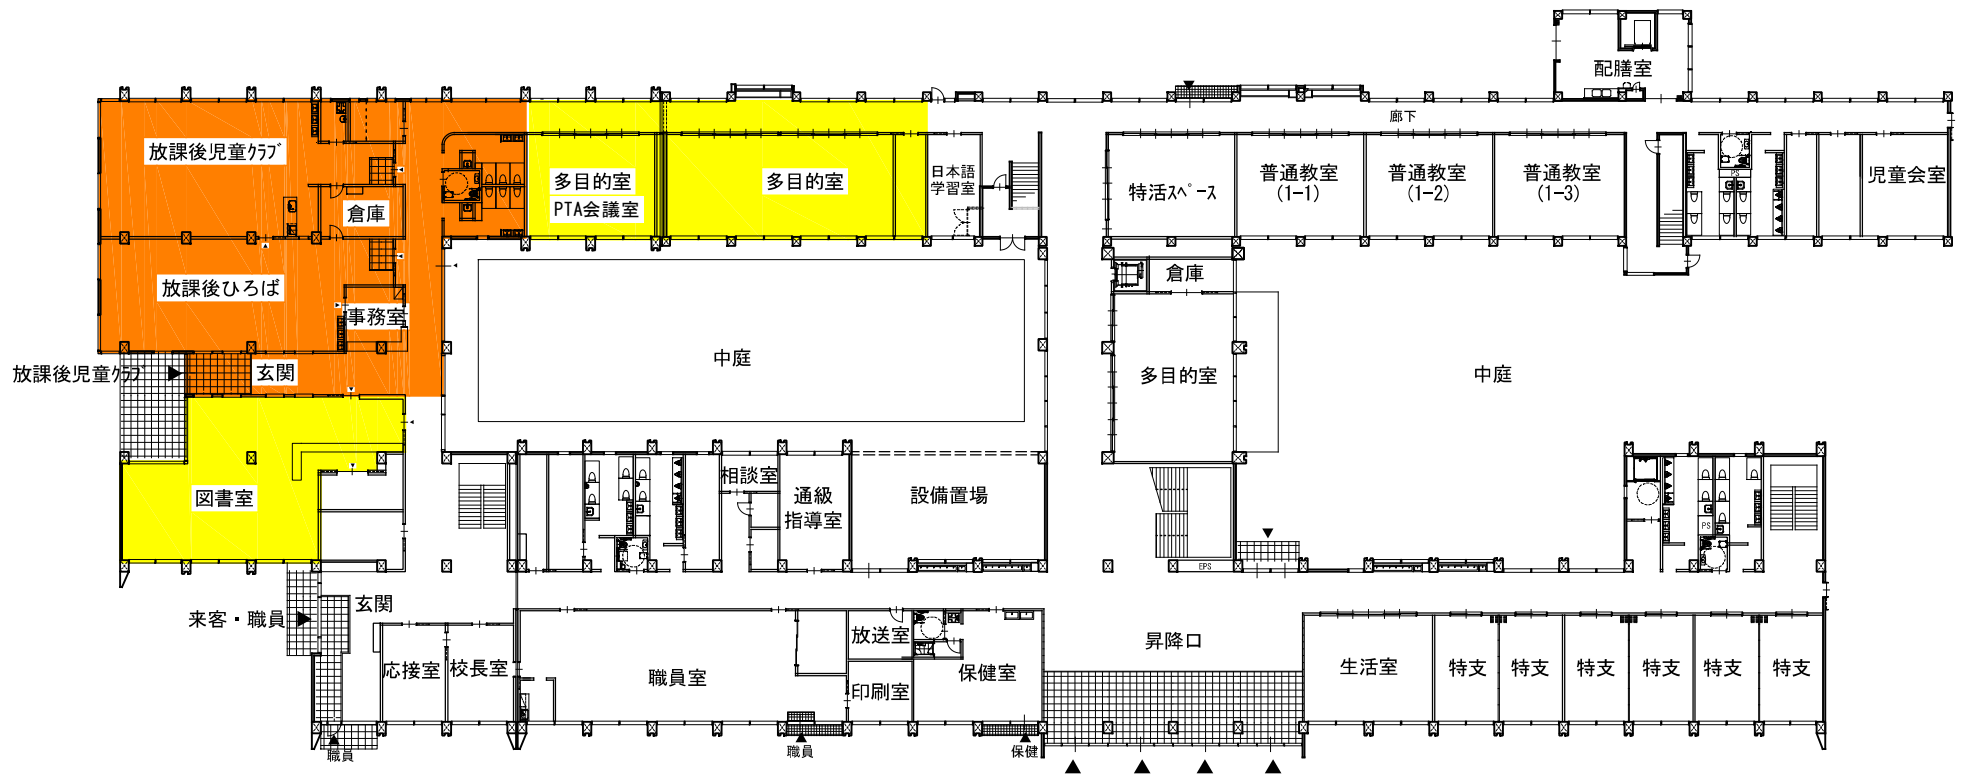 配膳室
廊下
放課後児童ｸﾗﾌﾞ
多目的室
PTA会議室
多目的室
日本語
学習室
特活ｽﾍﾟｰｽ
普通教室
(1-1)
普通教室
(1-2)
普通教室
(1-3)
PS
児童会室
倉庫
放課後ひろば
事務室
倉庫
放課後児童ｸﾗﾌﾞ
玄関
中庭
多目的室
中庭
図書室
相談室
通級
指導室
設備置場
PS
EPS
来客・職員
玄関
応接室
校長室
職員室
放送室
印刷室
保健室
昇降口
生活室
特支
特支
特支
特支
特支
特支
職員
職員
保健